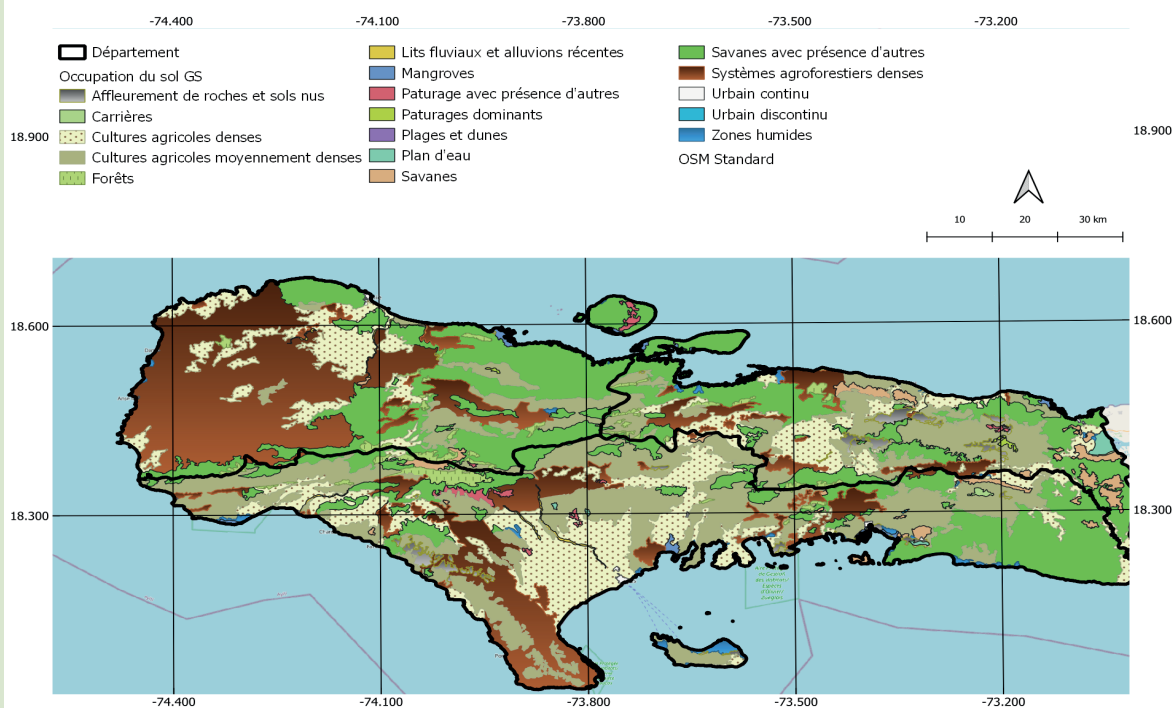 -74.400 -74.100 -73.800 -73.500 -73.200
Département
Occupation du sol GS
Affleurement de roches et sols nus
Carrières
Cultures agricoles denses
Cultures agricoles moyennement denses
Forêts
Lits fluviaux et alluvions récentes
Mangroves
Paturage avec présence d'autres
Paturages dominants
Plages et dunes
Plan d'eau
Savanes
Savanes avec présence d'autres
Systèmes agroforestiers denses
Urbain continu
Urbain discontinu
Zones humides
OSM Standard
18.900 18.900
10 20 30 km
18.600 18.600
18.300 18.300
-74.400 -74.100 -73.800 -73.500 -73.200